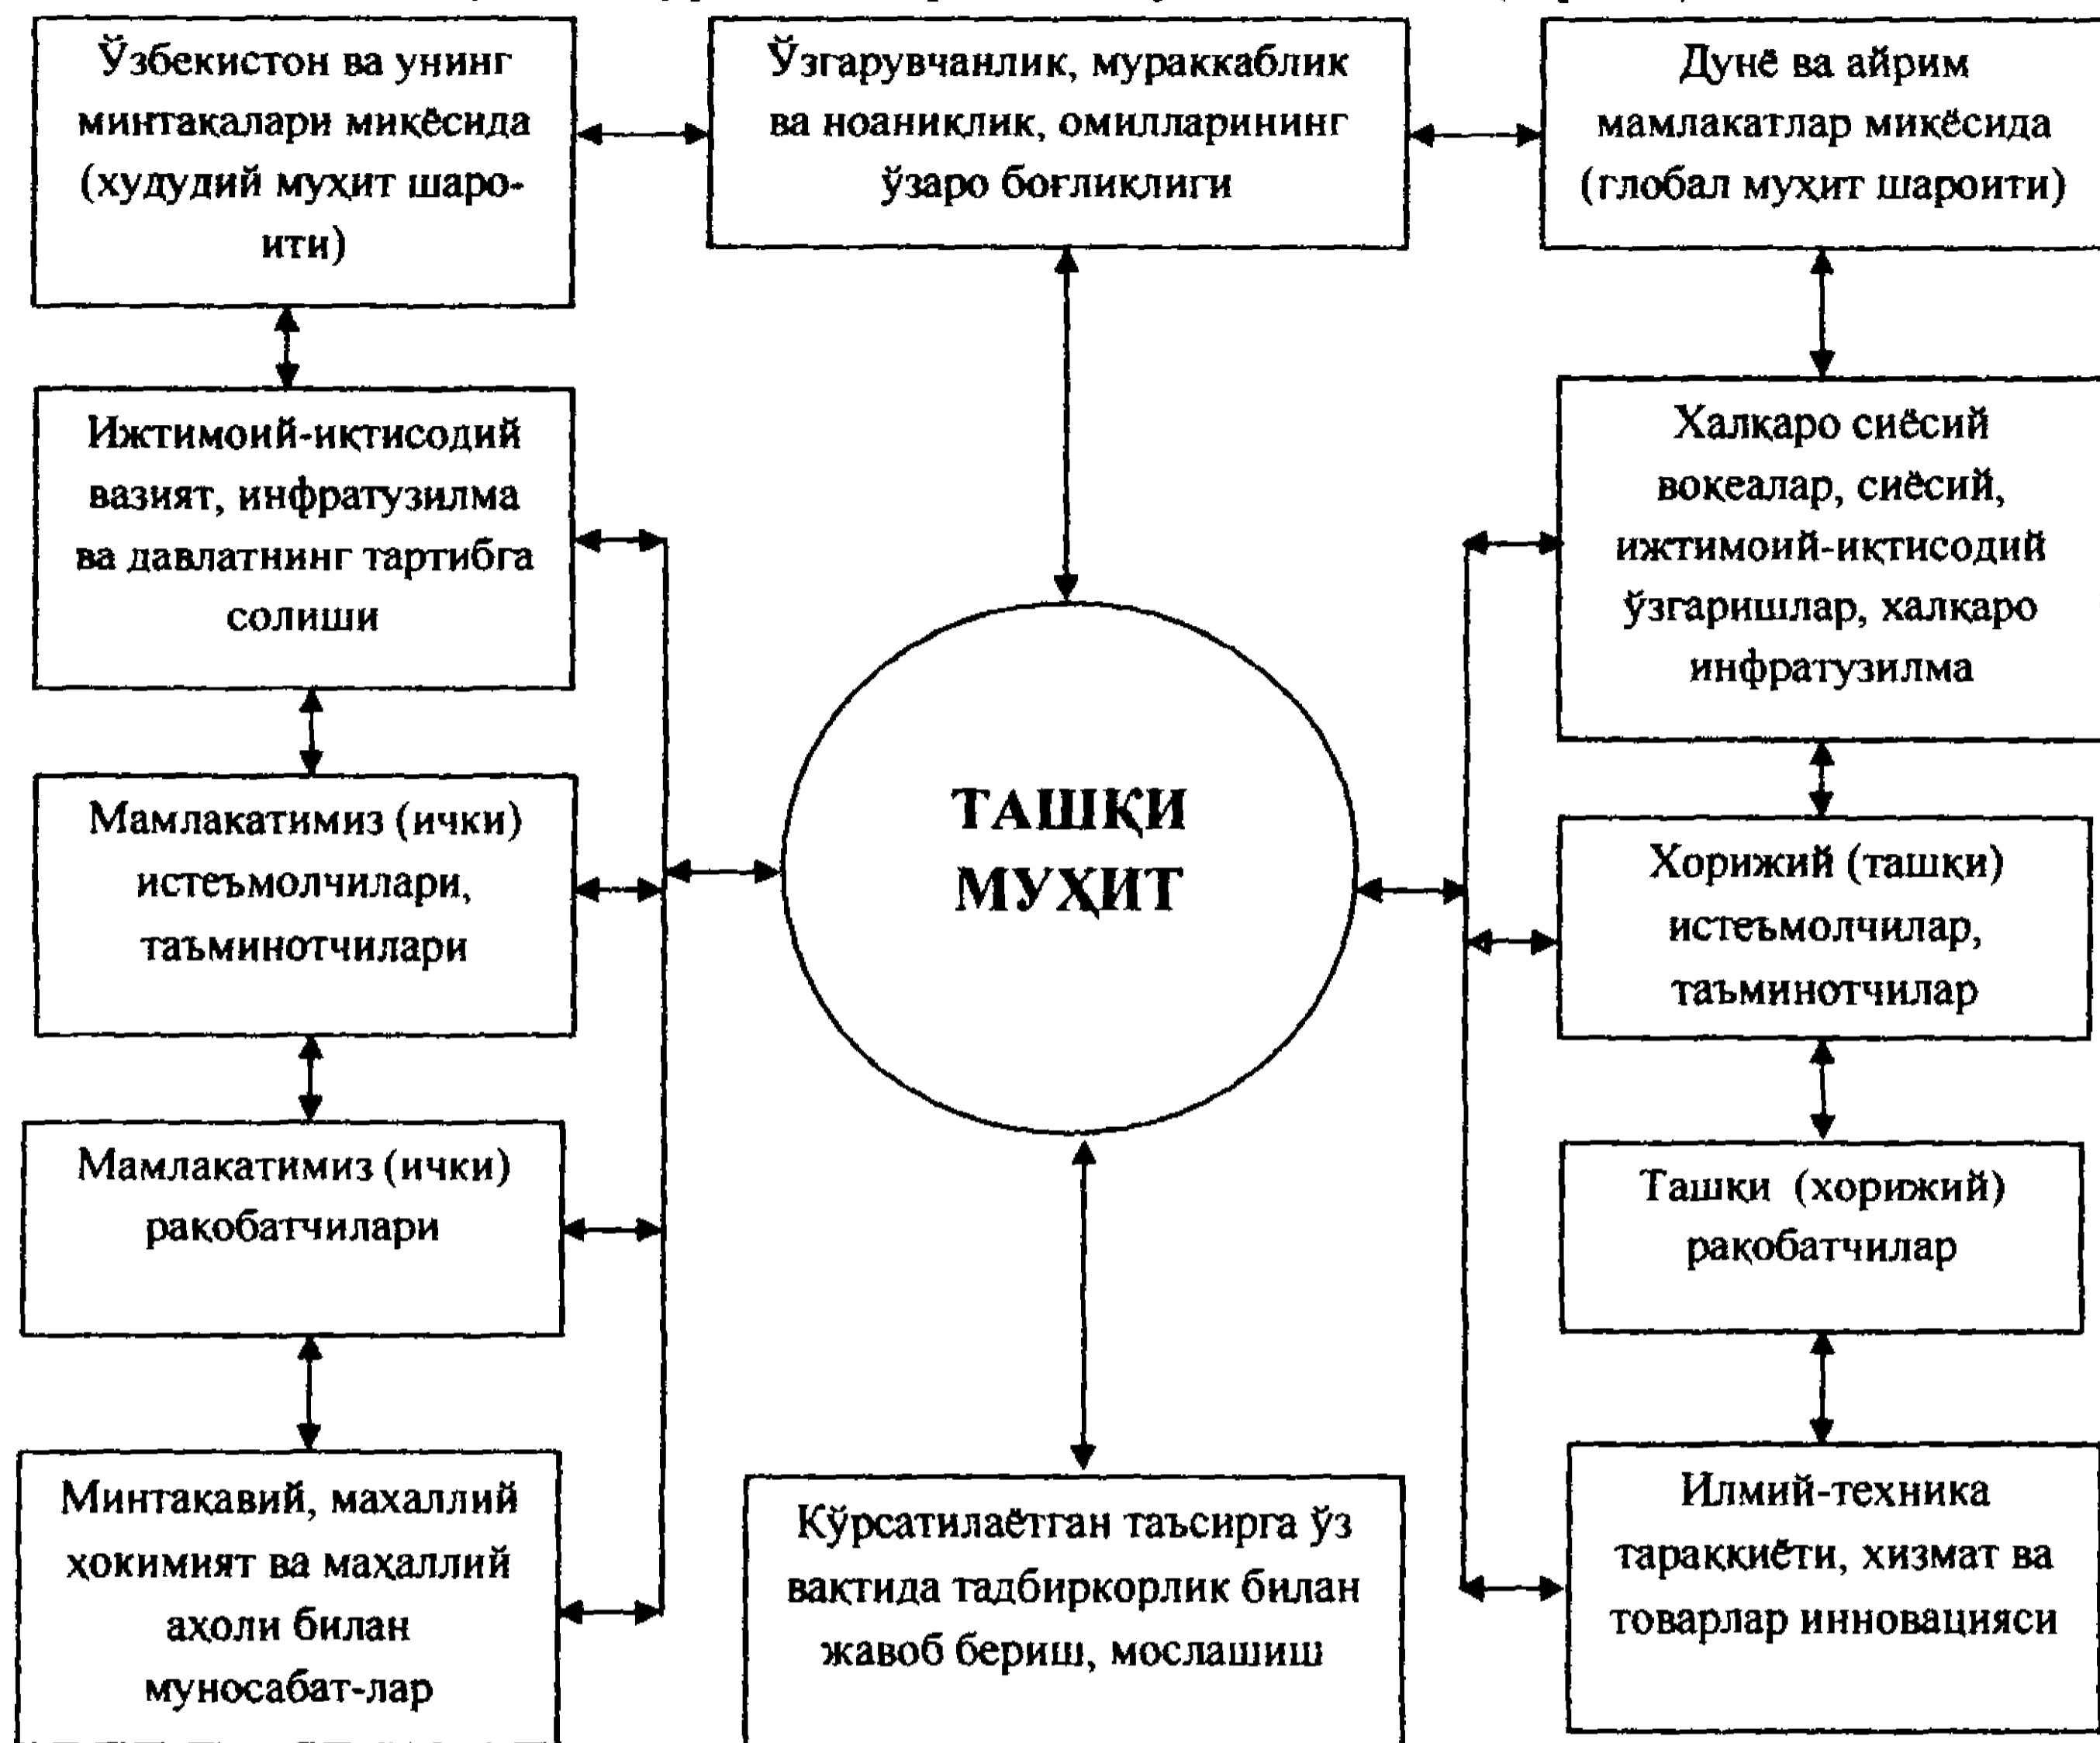 Ўзбекистон ва унинг
минтақалари миқёсида
(худудий муҳит шаро-
ити)
Ўзгарувчанлик, мураккаблик
ва ноаниқлик, омилларининг
ўзаро боғлиқлиги
Дунё ва айрим
мамлакатлар миқёсида
(глобал муҳит шароити)
Ижтимоий-иқтисодий
вазият, инфратузилма
ва давлатнинг тартибга
солиши
Халқаро сиёсий
воқеалар, сиёсий,
ижтимоий-иқтисодий
ўзгаришлар, халқаро
инфратузилма
ТАШҚИ
МУҲИТ
Мамлакатимиз (ички)
истеъмолчилари,
таъминотчилари
Хорижий (ташқи)
истеъмолчилар,
таъминотчилар
Мамлакатимиз (ички)
рақобатчилари
Ташқи (хорижий)
рақобатчилар
Минтақавий, махаллий
ҳокимият ва маҳаллий
аҳоли билан
муносабат-лар
Кўрсатилаётган таъсирга ўз
вақтида тадбиркорлик билан
жавоб бериш, мослашиш
Илмий-техника
тараққиёти, хизмат ва
товарлар инновацияси